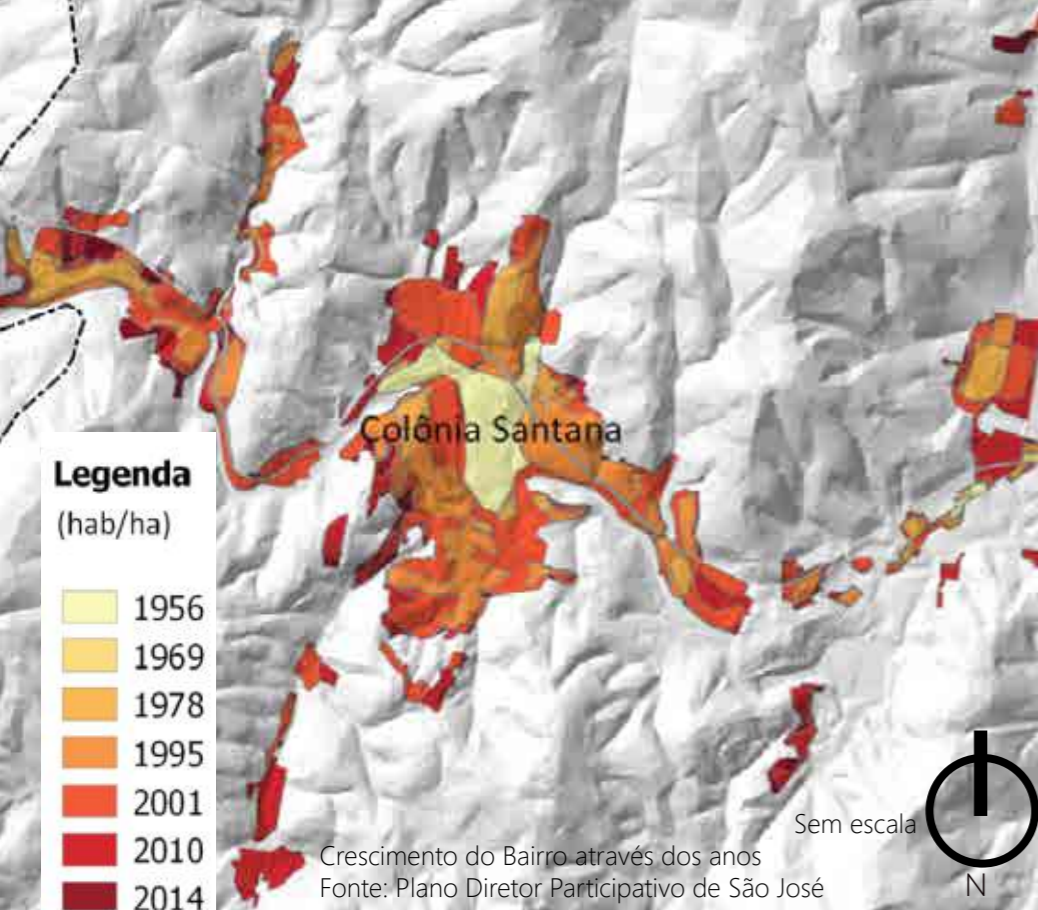 Colônia Santana
Legenda
(hab/ha)
1956
1969
1978
1995
2001
2010
2014
Sem escala
N
Crescimento do Bairro através dos anos
Fonte: Plano Diretor Participativo de São José